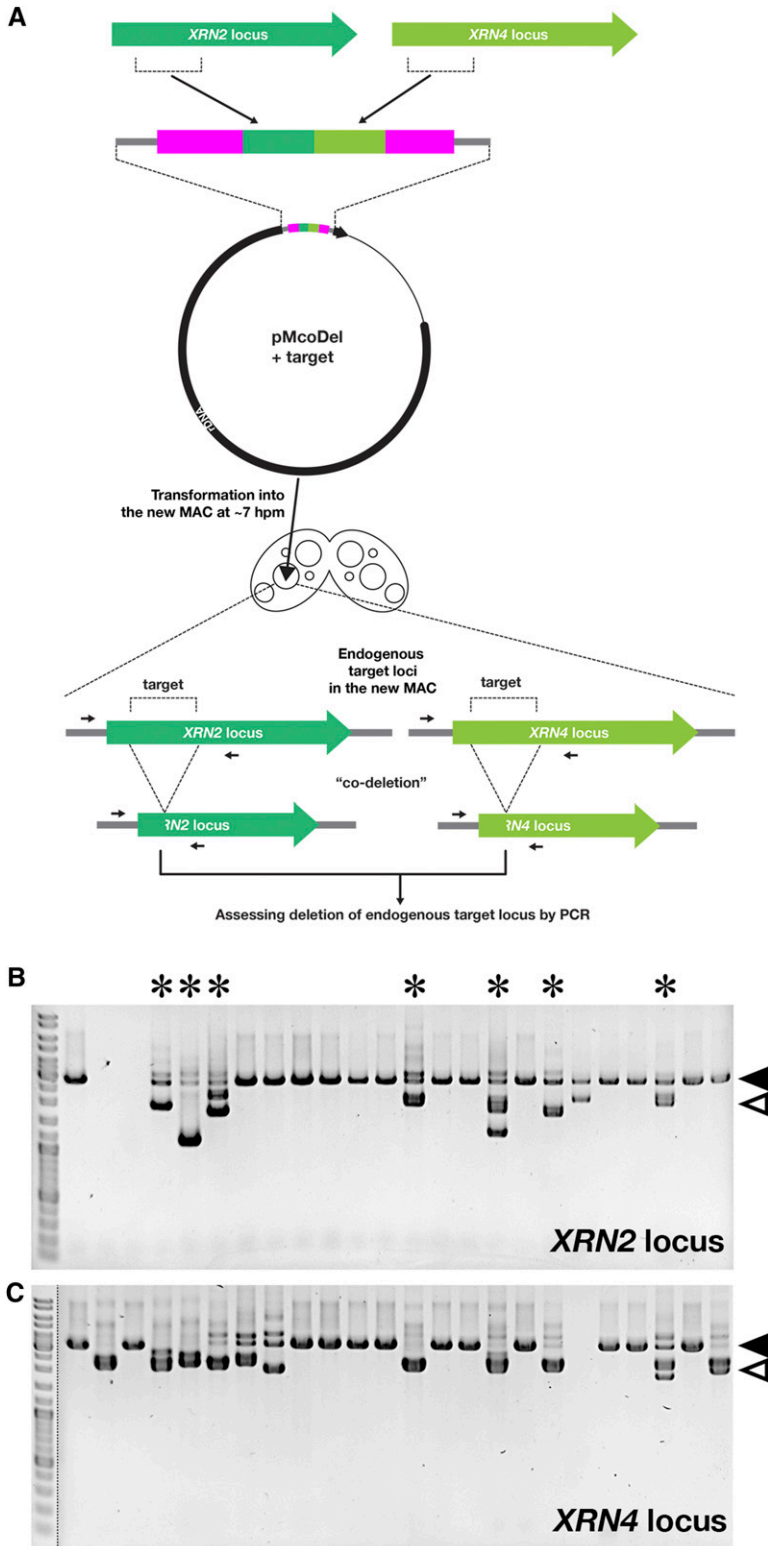 A
XRN2 locus
XRN4 locus
pMcoDel
+ target
rDNA
Transformation into
the new MAC at ~7 hpm
Endogenous
target loci
in the new MAC
target
target
XRN2 locus
XRN4 locus
"co-deletion"
RN2 locus
RN4 locus
Assessing deletion of endogenous target locus by PCR
B
* * * * * * *
XRN2 locus
C
XRN4 locus